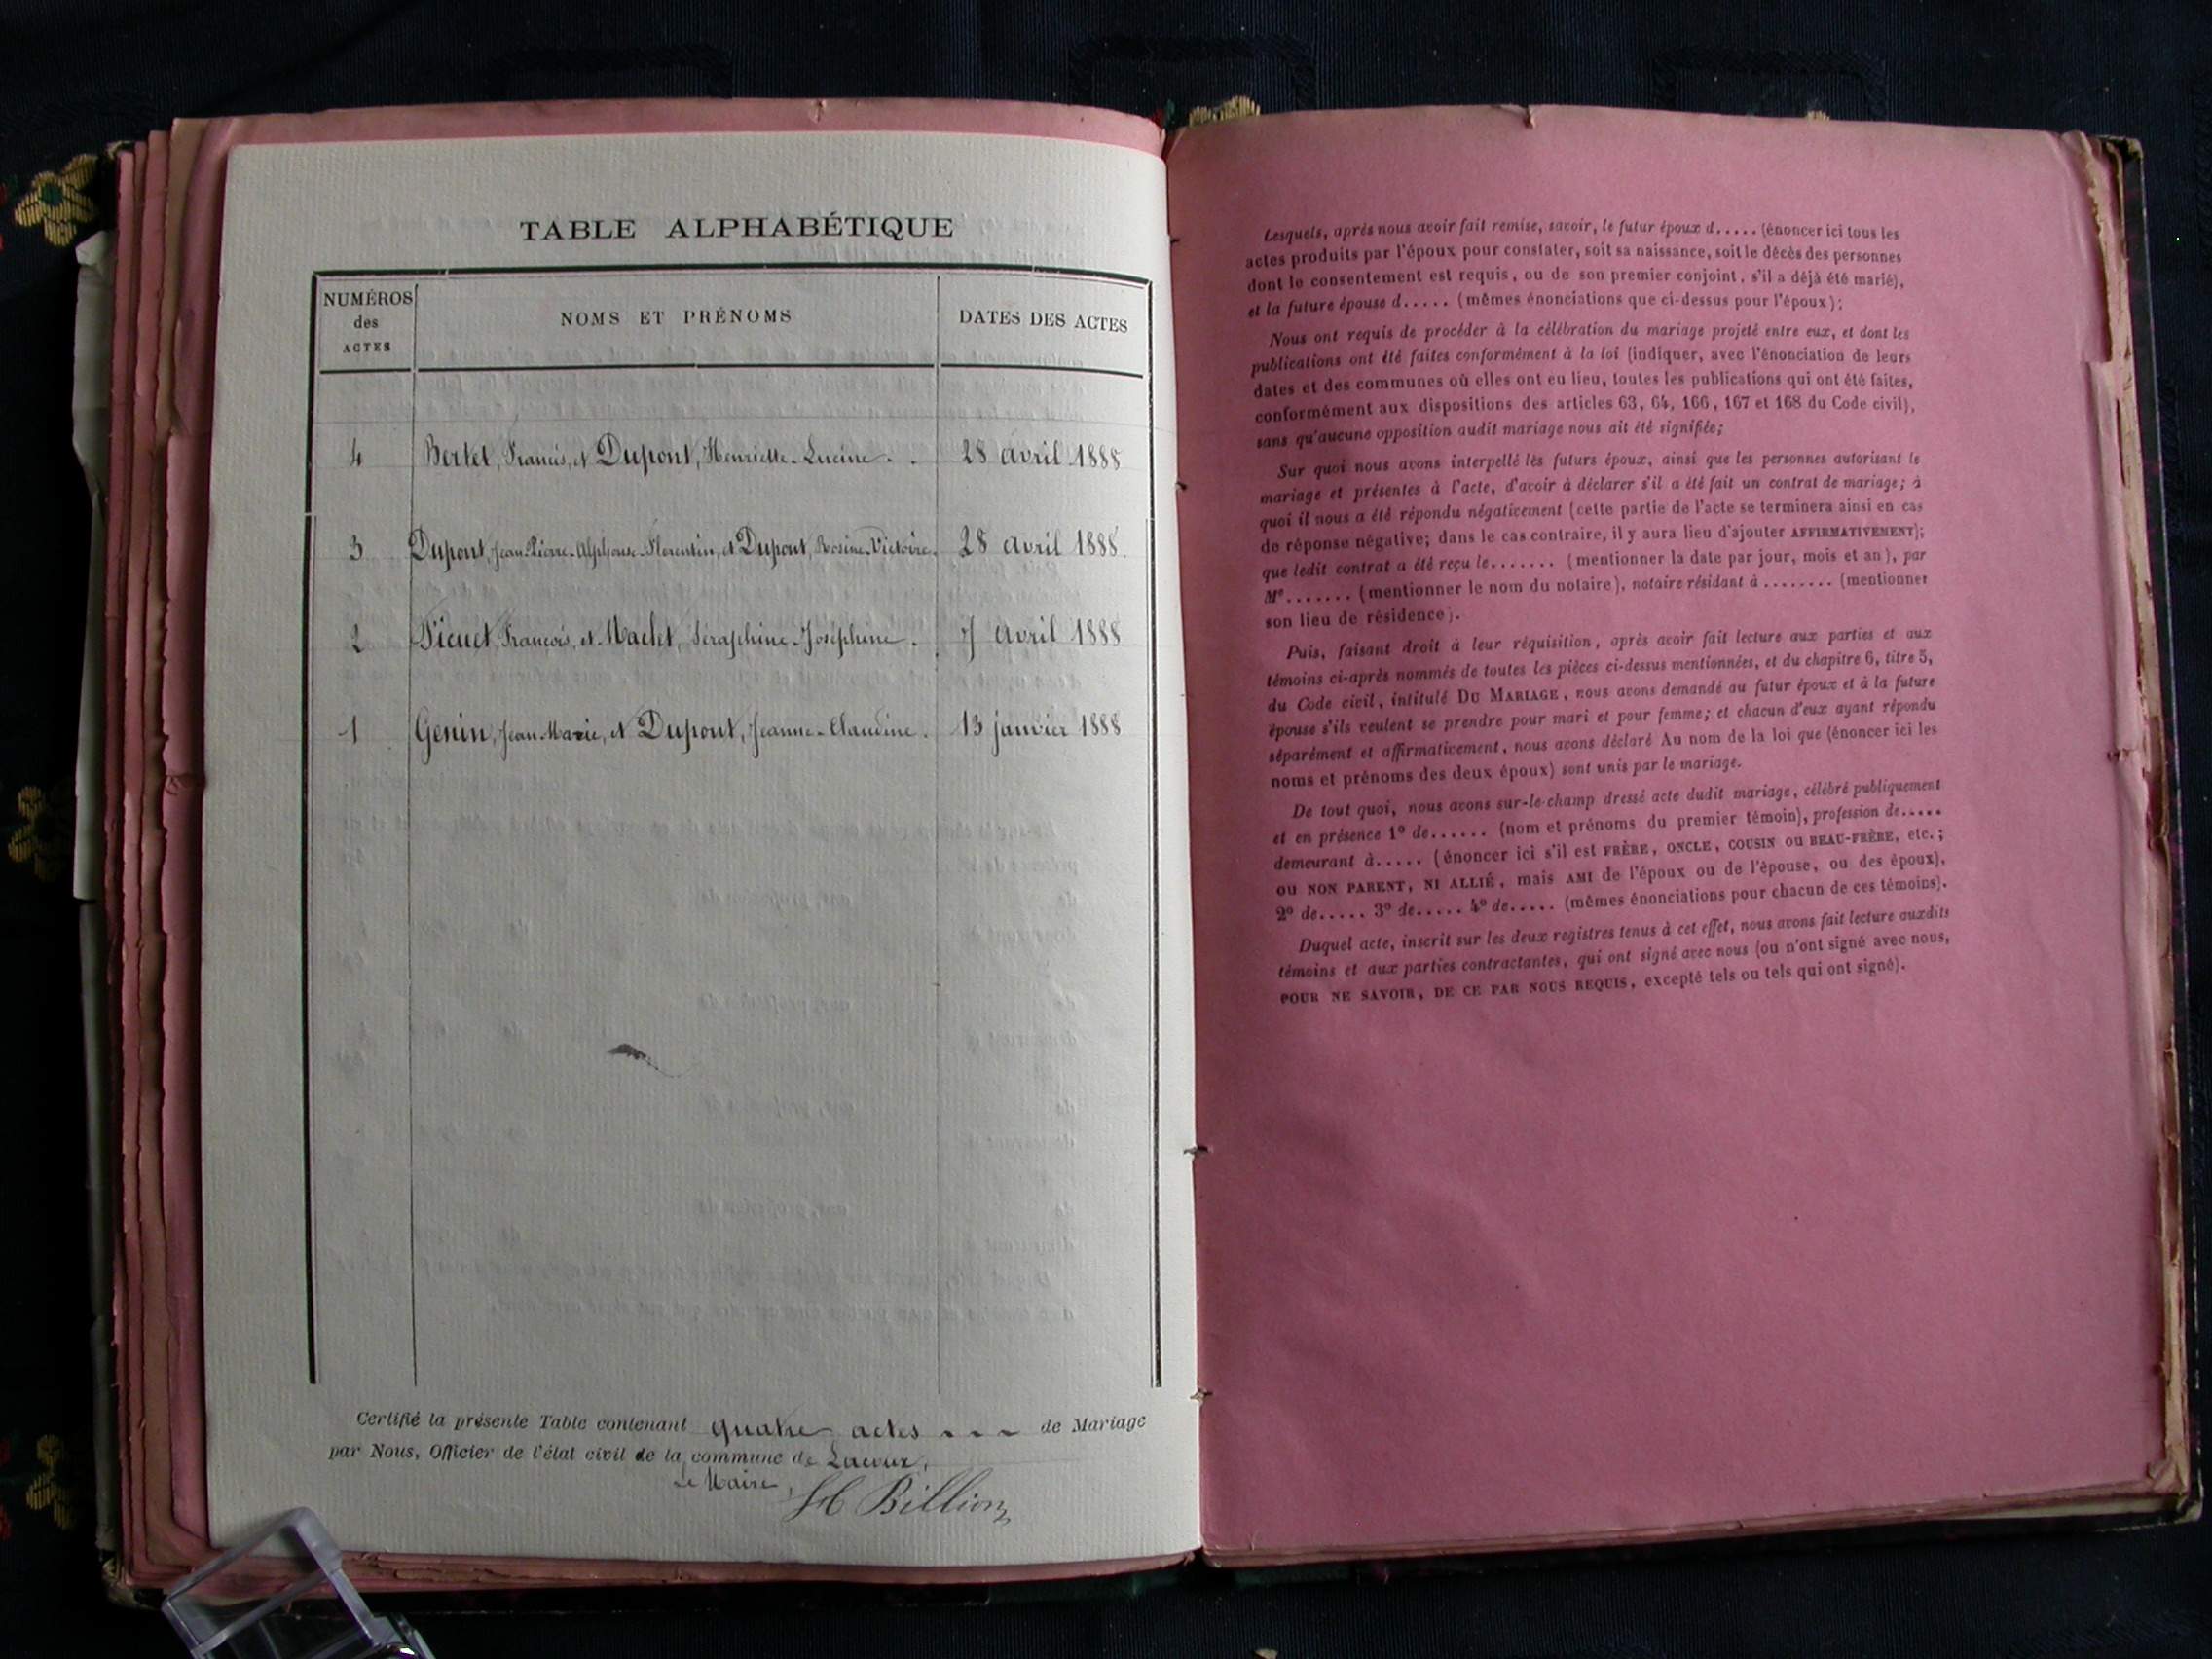 TABLE ALPHABÉTIQUE
NUMÉROS
des
ACTES
NOMS ET PRÉNOMS
DATES DES ACTES
4 Bertet, Francis, et Dupont, Henriette-Lucine. . 28 avril 1888
3 Dupont, Jean-Pierre-Alphonse-Florentin, et Dupont, Rosine-Victoire. 28 avril 1888.
2 François, et Machet, Séraphine-Joséphine. 7 avril 1888
1 Genin, Jean-Marie, et Dupont, Jeanne-Claudine. 13 janvier 1888
Certifié la présente Table contenant quatre actes de Mariage
par Nous, Officier de l'état civil de la commune de Lacoux,
Le Maire,
Billion
Lesquels, après nous avoir fait remise, savoir, le futur époux d..... (énoncer ici tous les
actes produits par l'époux pour constater, soit sa naissance, soit le décès des personnes
dont le consentement est requis, ou de son premier conjoint, s'il a déjà été marié),
et la future épouse d..... (mêmes énonciations que ci-dessus pour l'époux);
Nous ont requis de procéder à la célébration du mariage projeté entre eux, et dont les
publications ont été faites conformément à la loi (indiquer, avec l'énonciation de leurs
dates et des communes où elles ont eu lieu, toutes les publications qui ont été faites,
conformément aux dispositions des articles 63, 64, 166, 167 et 168 du Code civil),
sans qu'aucune opposition audit mariage nous ait été signifiée;
Sur quoi nous avons interpellé les futurs époux, ainsi que les personnes autorisant le
mariage et présentes à l'acte, d'avoir à déclarer s'il a été fait un contrat de mariage; à
quoi il nous a été répondu négativement (cette partie de l'acte se terminera ainsi en cas
de réponse négative; dans le cas contraire, il y aura lieu d'ajouter AFFIRMATIVEMENT);
que ledit contrat a été reçu le....... (mentionner la date par jour, mois et an), par
Me....... (mentionner le nom du notaire), notaire résidant à ........ (mentionner
son lieu de résidence).
Puis, faisant droit à leur réquisition, après avoir fait lecture aux parties et aux
témoins ci-après nommés de toutes les pièces ci-dessus mentionnées, et du chapitre 6, titre 5,
du Code civil, intitulé DU MARIAGE, nous avons demandé au futur époux et à la future
épouse s'ils veulent se prendre pour mari et pour femme; et chacun d'eux ayant répondu
séparément et affirmativement, nous avons déclaré Au nom de la loi que (énoncer ici les
noms et prénoms des deux époux) sont unis par le mariage.
De tout quoi, nous avons sur-le-champ dressé acte dudit mariage, célébré publiquement
et en présence 1º de...... (nom et prénoms du premier témoin), profession de.....
demeurant à..... (énoncer ici s'il est FRÈRE, ONCLE, COUSIN ou BEAU-FRÈRE, etc.;
ou NON PARENT, NI ALLIÉ, mais AMI de l'époux ou de l'épouse, ou des époux),
2º de..... 3º de..... 4º de..... (mêmes énonciations pour chacun de ces témoins).
Duquel acte, inscrit sur les deux registres tenus à cet effet, nous avons fait lecture auxdits
témoins et aux parties contractantes, qui ont signé avec nous (ou n'ont signé avec nous,
POUR NE SAVOIR, DE CE PAR NOUS REQUIS, excepté tels ou tels qui ont signé).